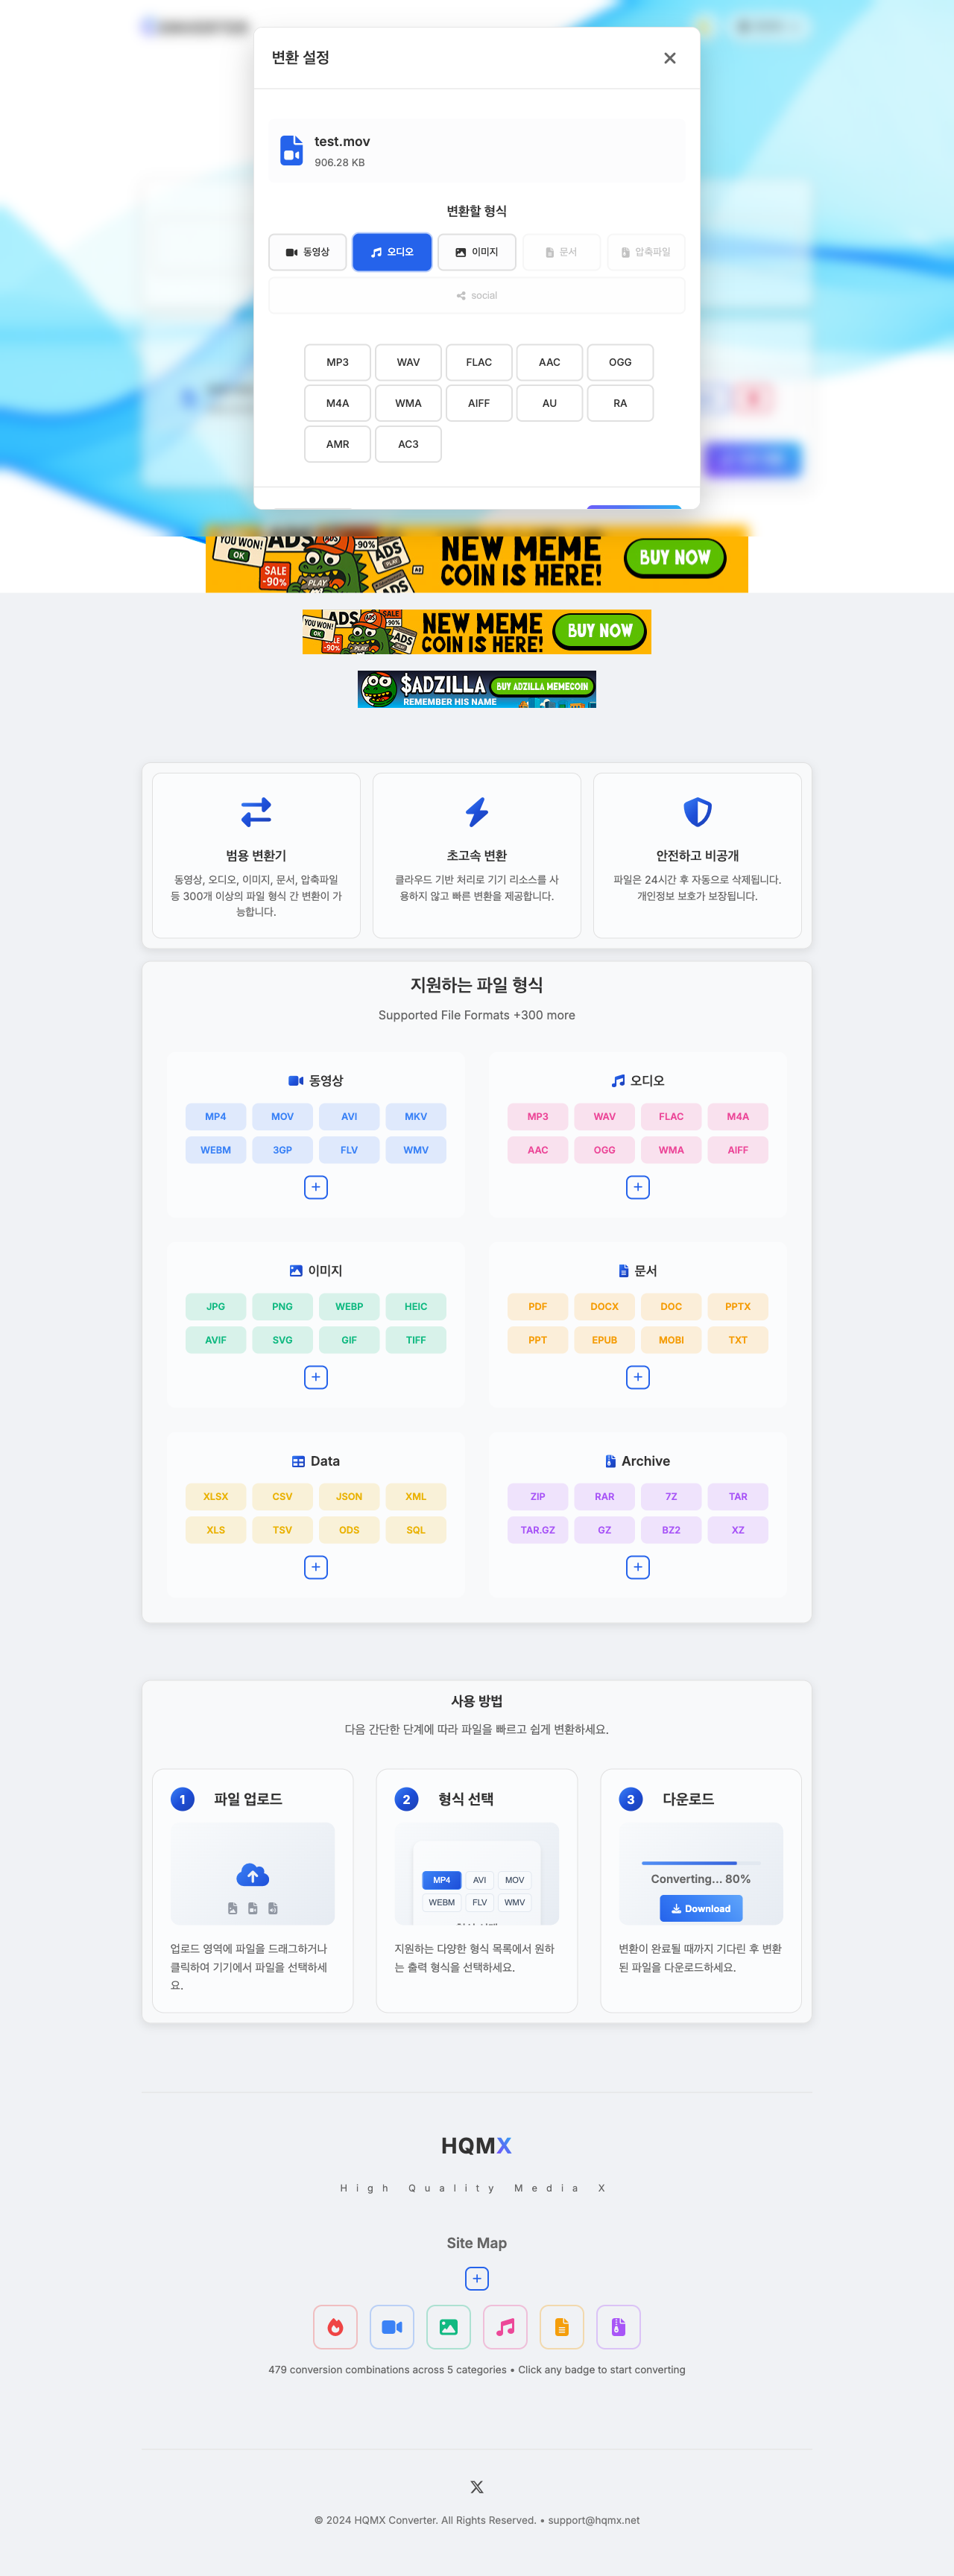 변환 설정
test.mov
906.28 KB
변환할 형식
동영상 오디오 이미지 문서 압축파일
social
MP3 WAV FLAC AAC OGG
M4A WMA AIFF AU RA
AMR AC3
YOU WON! OK ADS ADS -90% SALE -90% PLAY ADS ADS NEW MEME COIN IS HERE! BUY NOW
YOU WON! OK ADS SALE -90% ADS NEW MEME COIN IS HERE! BUY NOW
$ADZILLA BUY ADZILLA MEMECOIN
REMEMBER HIS NAME
범용 변환기 초고속 변환 안전하고 비공개
동영상, 오디오, 이미지, 문서, 압축파일
등 300개 이상의 파일 형식 간 변환이 가
능합니다.
클라우드 기반 처리로 기기 리소스를 사
용하지 않고 빠른 변환을 제공합니다.
파일은 24시간 후 자동으로 삭제됩니다.
개인정보 보호가 보장됩니다.
지원하는 파일 형식
Supported File Formats +300 more
동영상
MP4 MOV AVI MKV
WEBM 3GP FLV WMV
오디오
MP3 WAV FLAC M4A
AAC OGG WMA AIFF
이미지
JPG PNG WEBP HEIC
AVIF SVG GIF TIFF
문서
PDF DOCX DOC PPTX
PPT EPUB MOBI TXT
Data
XLSX CSV JSON XML
XLS TSV ODS SQL
Archive
ZIP RAR 7Z TAR
TAR.GZ GZ BZ2 XZ
사용 방법
다음 간단한 단계에 따라 파일을 빠르고 쉽게 변환하세요.
1 파일 업로드
업로드 영역에 파일을 드래그하거나
클릭하여 기기에서 파일을 선택하세
요.
2 형식 선택
MP4 AVI MOV
WEBM FLV WMV
지원하는 다양한 형식 목록에서 원하
는 출력 형식을 선택하세요.
3 다운로드
Converting... 80%
Download
변환이 완료될 때까지 기다린 후 변환
된 파일을 다운로드하세요.
HQMX
High Quality Media X
Site Map
479 conversion combinations across 5 categories • Click any badge to start converting
© 2024 HQMX Converter. All Rights Reserved. • support@hqmx.net